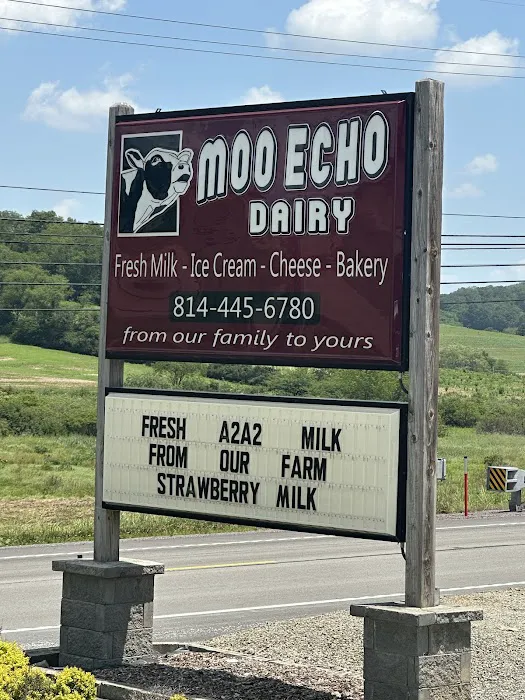 MOO ECHO
DAIRY
Fresh Milk - Ice Cream - Cheese - Bakery
814-445-6780
from our family to yours
FRESH A2A2 MILK
FROM OUR FARM
STRAWBERRY MILK